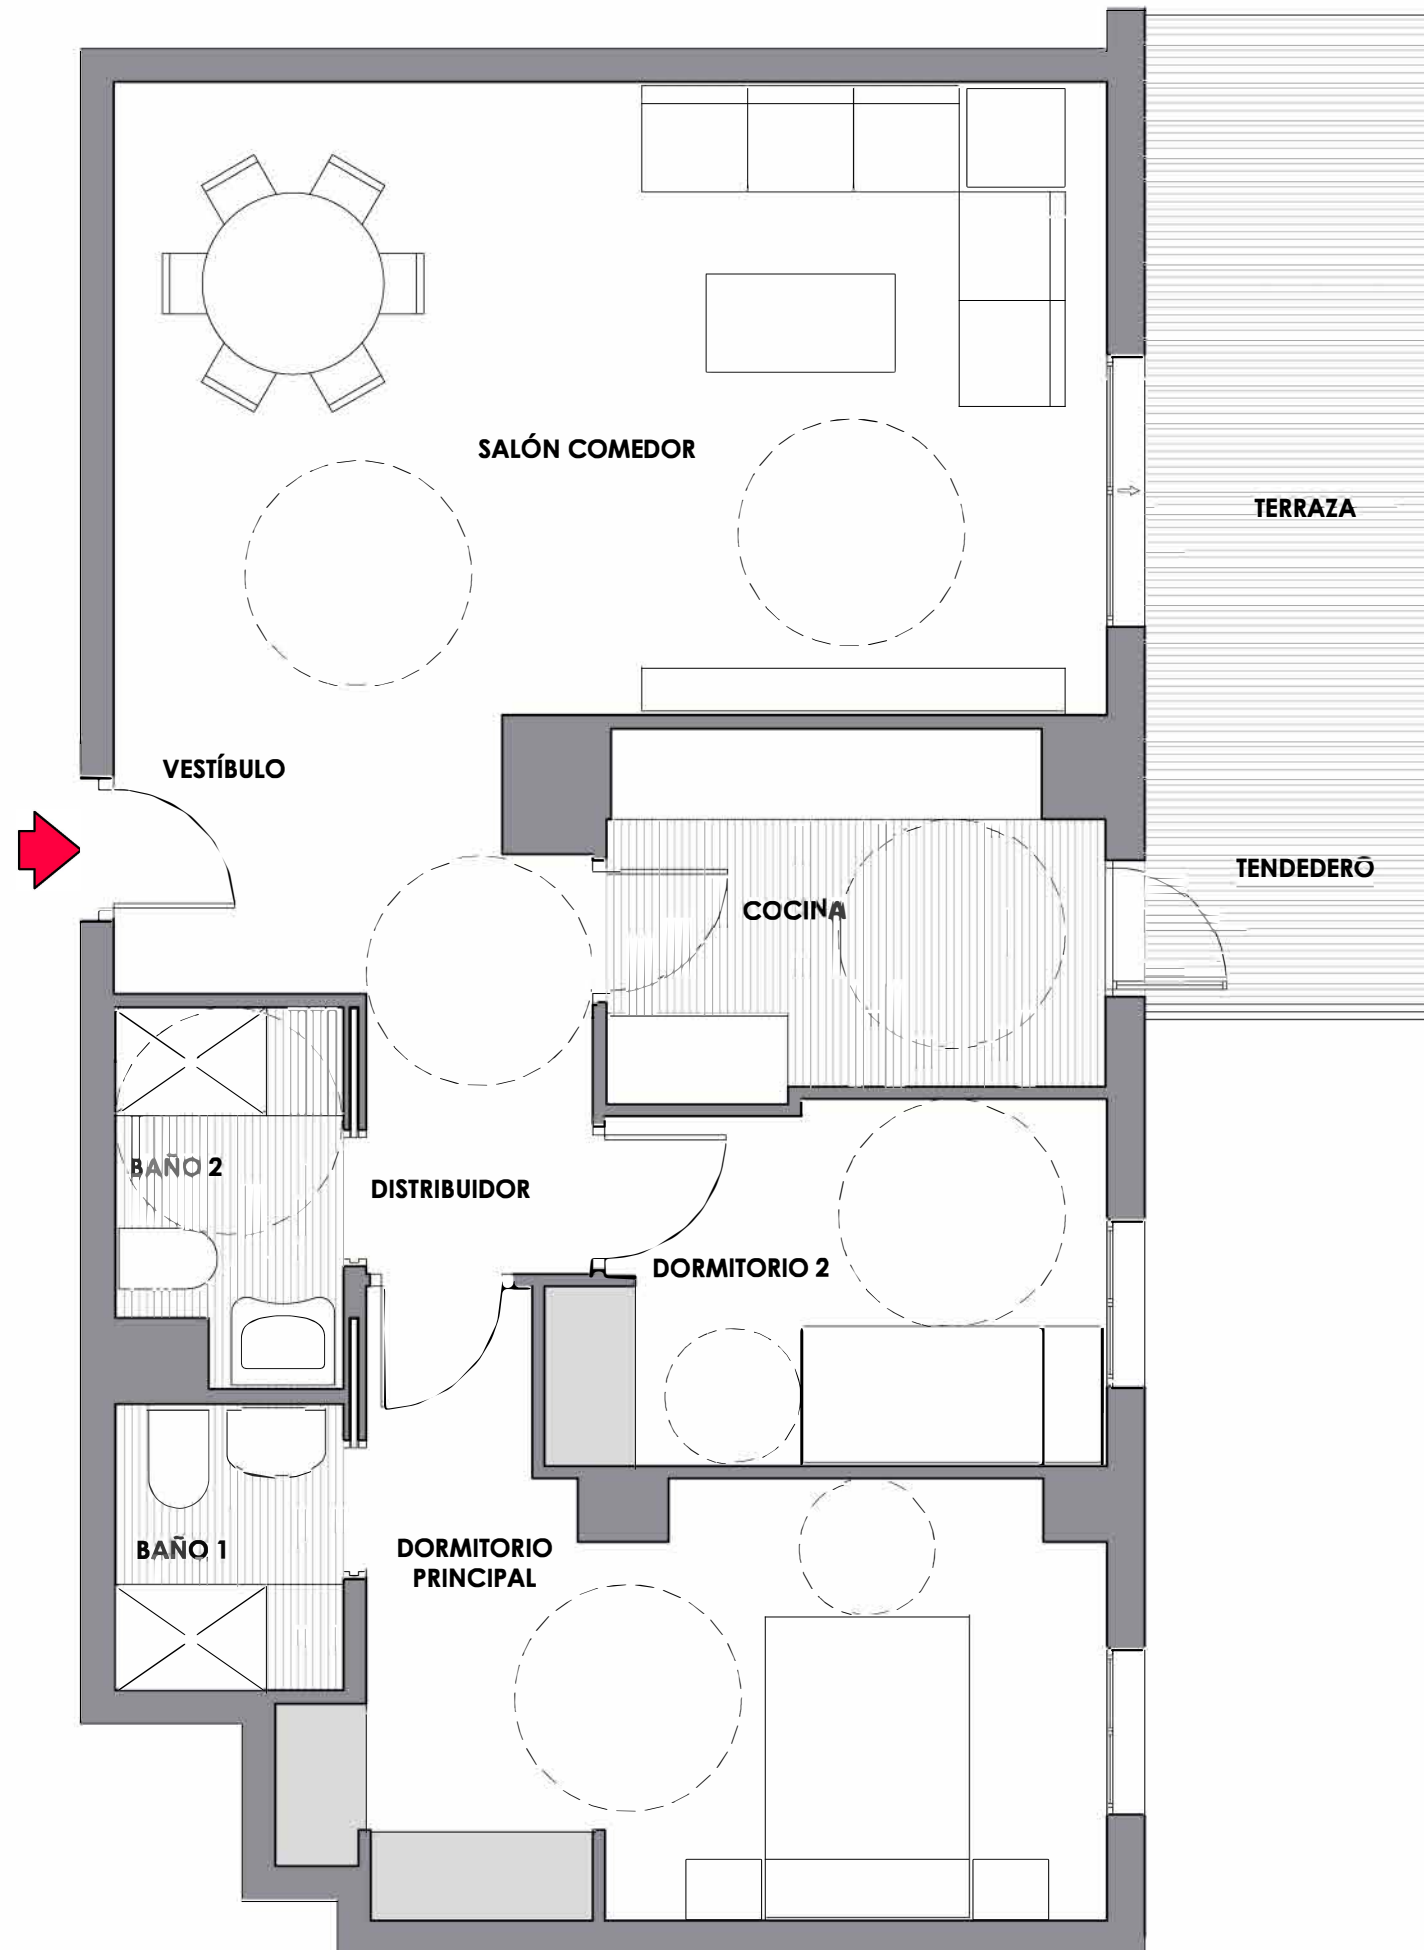 SALÓN COMEDOR
TERRAZA
VESTÍBULO
TENDEDERO
COCINA
BAÑO 2
DISTRIBUIDOR
DORMITORIO 2
BAÑO 1
DORMITORIO
PRINCIPAL